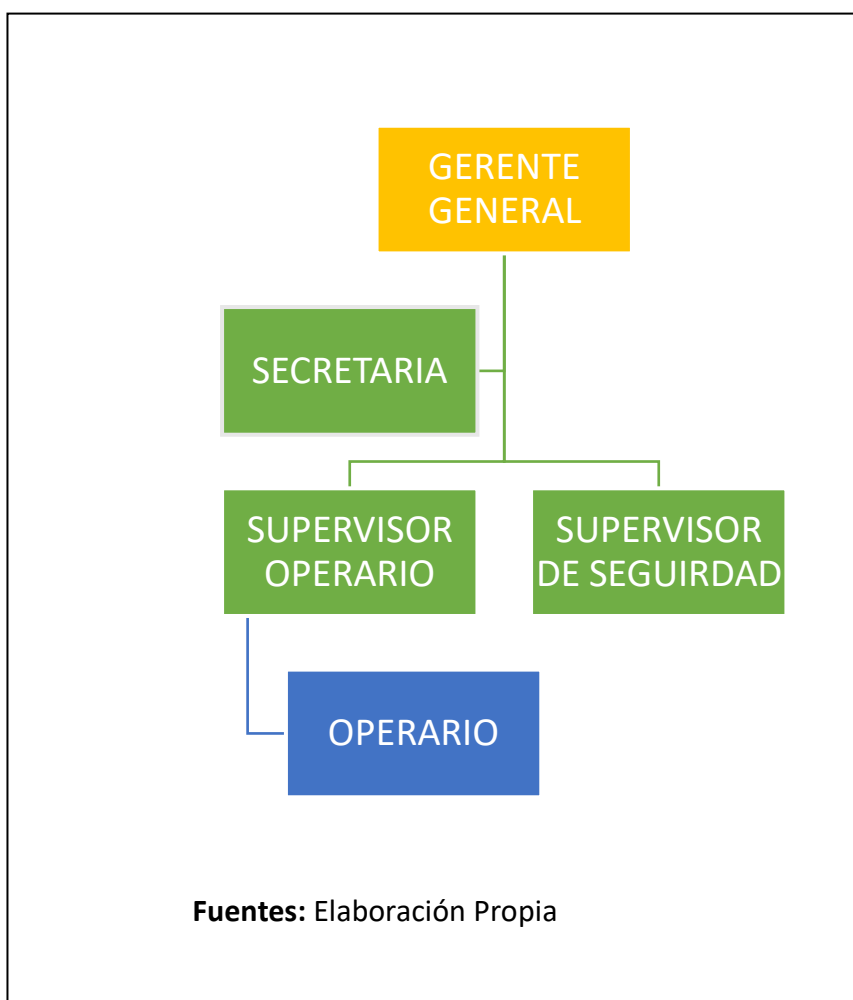 GERENTE
GENERAL
SECRETARIA
SUPERVISOR
OPERARIO
SUPERVISOR
DE SEGUIRDAD
OPERARIO
Fuentes: Elaboración Propia